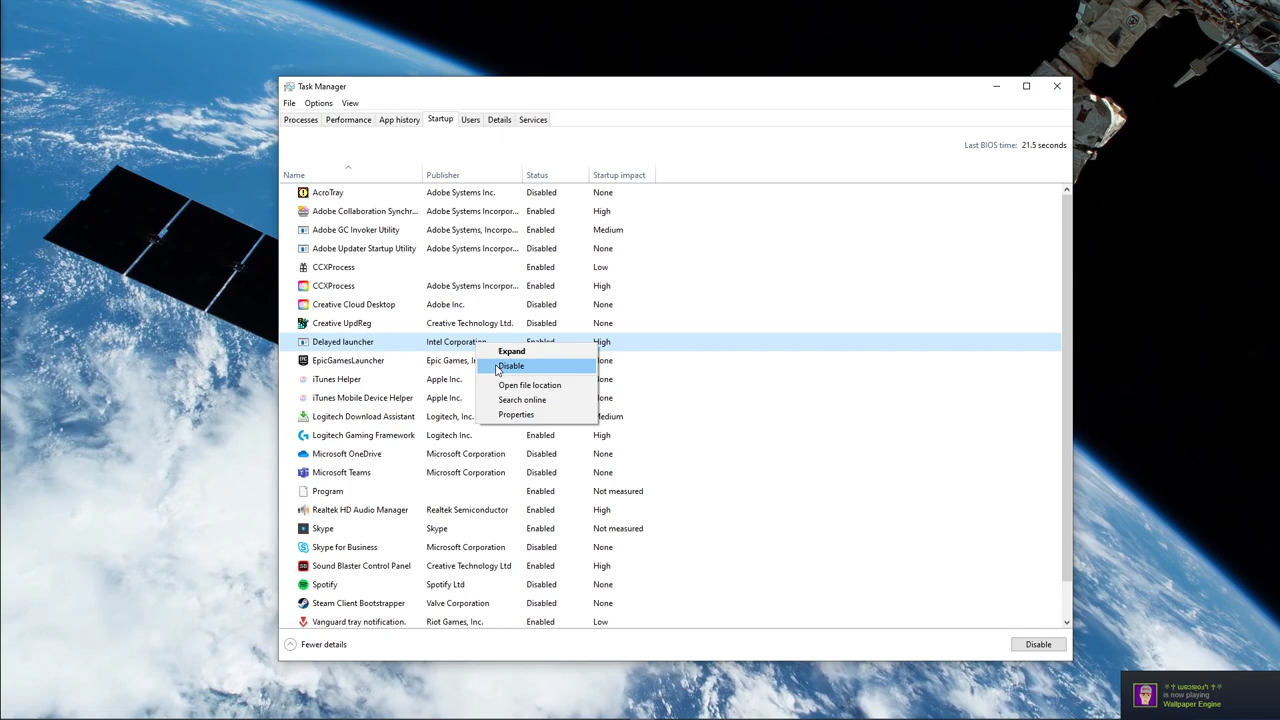 Task Manager
File Options View
Processes Performance App history Startup Users Details Services
Last BIOS time: 21.5 seconds
Name Publisher Status Startup impact
AcroTray Adobe Systems Inc. Disabled None
Adobe Collaboration Synchr... Adobe Systems Incorpor... Enabled High
Adobe GC Invoker Utility Adobe Systems, Incorpo... Enabled Medium
Adobe Updater Startup Utility Adobe Systems Incorpor... Disabled None
CCXProcess Enabled Low
CCXProcess Adobe Systems Incorpor... Enabled High
Creative Cloud Desktop Adobe Inc. Disabled None
Creative UpdReg Creative Technology Ltd. Disabled None
Delayed launcher Intel Corporation High
Expand
EpicGamesLauncher Epic Games,
Disable
iTunes Helper Apple Inc.
Open file location
iTunes Mobile Device Helper Apple Inc.
Search online
Logitech Download Assistant Logitech, Inc.
Properties
Logitech Gaming Framework Logitech Inc. Enabled High
Microsoft OneDrive Microsoft Corporation Disabled None
Microsoft Teams Microsoft Corporation Disabled None
Program Enabled Not measured
Realtek HD Audio Manager Realtek Semiconductor Enabled High
Skype Skype Enabled Not measured
Skype for Business Microsoft Corporation Disabled None
Sound Blaster Control Panel Creative Technology Ltd Enabled High
Spotify Spotify Ltd Disabled None
Steam Client Bootstrapper Valve Corporation Disabled None
Vanguard tray notification. Riot Games, Inc. Enabled Low
Fewer details Disable
is now playing
Wallpaper Engine